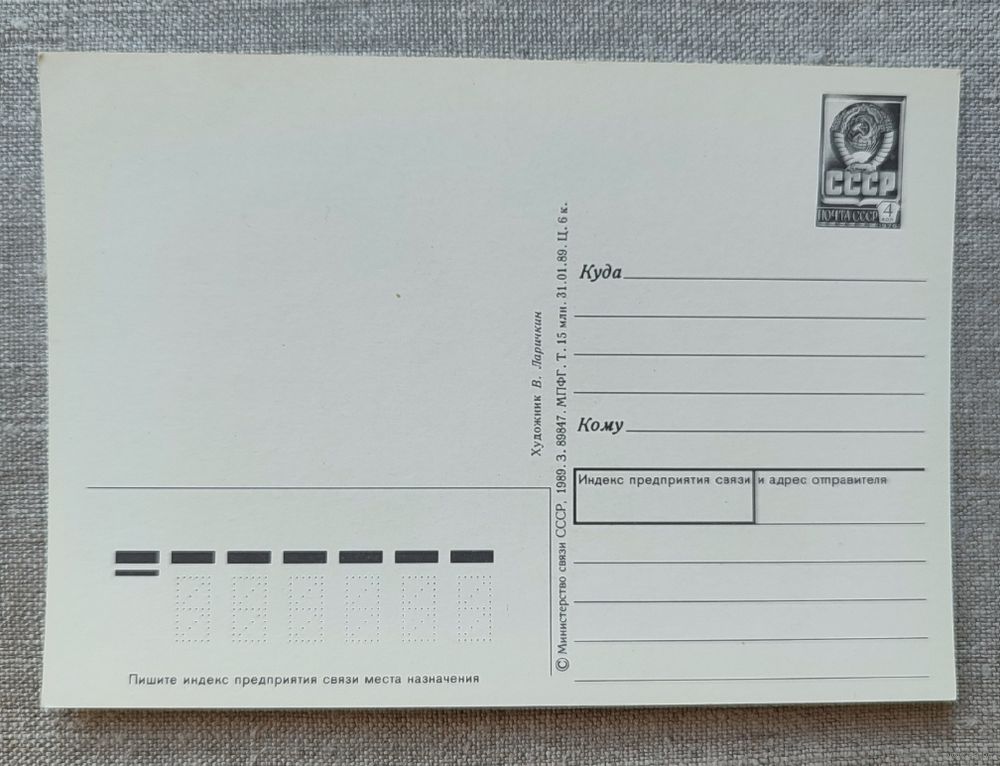 СССР
ПОЧТА СССР
4
КОП
Куда
Кому
Индекс предприятия связи и адрес отправителя
Художник В. Ларичкин
© Министерство связи СССР, 1989. З. 89847. МПФГ. Т. 15 млн. 31.01.89. Ц. 6 к.
Пишите индекс предприятия связи места назначения